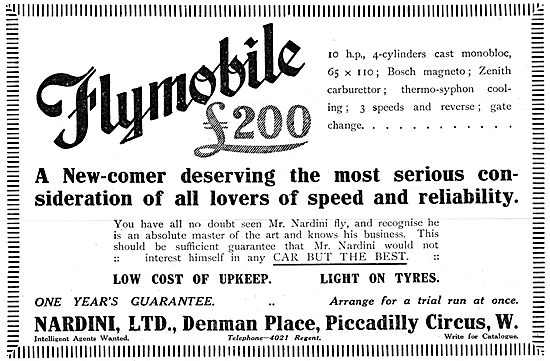 Flymobile
£200
10 h.p., 4-cylinders cast monobloc,
65 × 110; Bosch magneto; Zenith
carburettor; thermo-syphon cool-
ing; 3 speeds and reverse; gate
change. . . . . . . . . . . .
A New-comer deserving the most serious con-
sideration of all lovers of speed and reliability.
You have all no doubt seen Mr. Nardini fly, and recognise he
is an absolute master of the art and knows his business. This
should be sufficient guarantee that Mr. Nardini would not
:: interest himself in any CAR BUT THE BEST. ::
LOW COST OF UPKEEP. LIGHT ON TYRES.
ONE YEAR'S GUARANTEE. .. Arrange for a trial run at once.
NARDINI, LTD., Denman Place, Piccadilly Circus, W.
Intelligent Agents Wanted. Telephone—4021 Regent. Write for Catalogue.